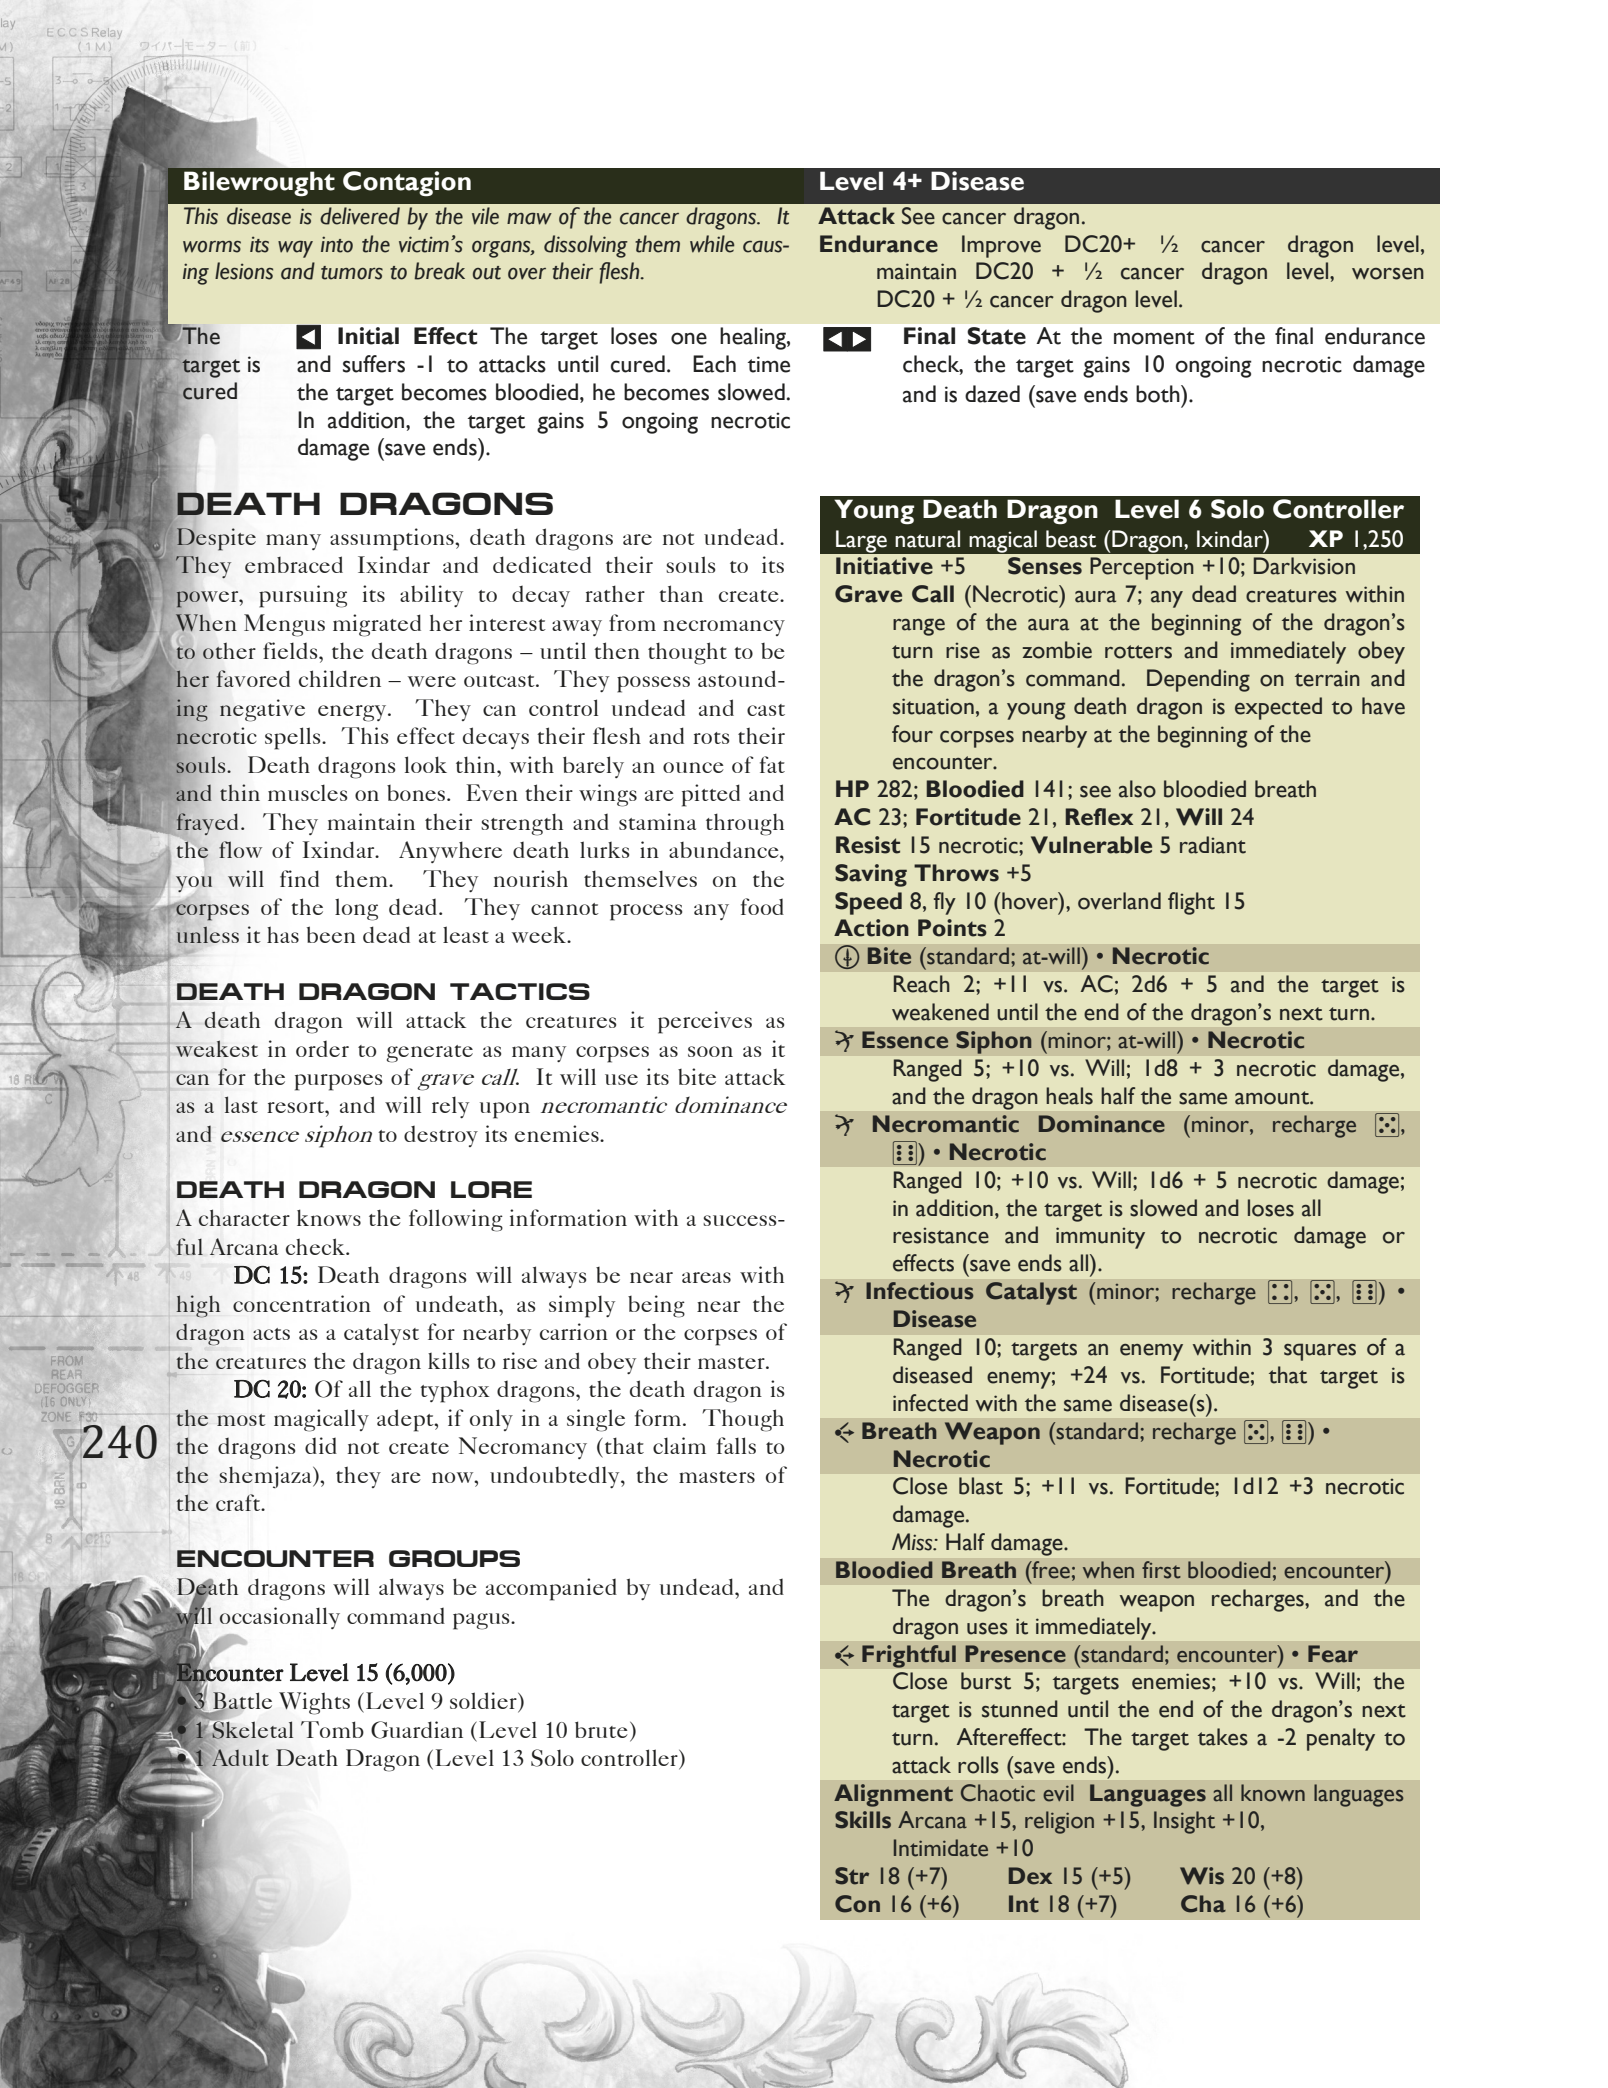 ECCS Relay
(1M)
ワイパーモーター(前)
Bilewrought Contagion
Level 4+ Disease
This disease is delivered by the vile maw of the cancer dragons. It
worms its way into the victim's organs, dissolving them while caus-
ing lesions and tumors to break out over their flesh.
Attack See cancer dragon.
Endurance Improve DC20+ ½ cancer dragon level,
maintain DC20 + ½ cancer dragon level, worsen
DC20 + ½ cancer dragon level.
The
target is
cured
◀ Initial Effect The target loses one healing,
and suffers -1 to attacks until cured. Each time
the target becomes bloodied, he becomes slowed.
In addition, the target gains 5 ongoing necrotic
damage (save ends).
◀▶ Final State At the moment of the final endurance
check, the target gains 10 ongoing necrotic damage
and is dazed (save ends both).
DEATH DRAGONS
Despite many assumptions, death dragons are not undead.
They embraced Ixindar and dedicated their souls to its
power, pursuing its ability to decay rather than create.
When Mengus migrated her interest away from necromancy
to other fields, the death dragons – until then thought to be
her favored children – were outcast. They possess astound-
ing negative energy. They can control undead and cast
necrotic spells. This effect decays their flesh and rots their
souls. Death dragons look thin, with barely an ounce of fat
and thin muscles on bones. Even their wings are pitted and
frayed. They maintain their strength and stamina through
the flow of Ixindar. Anywhere death lurks in abundance,
you will find them. They nourish themselves on the
corpses of the long dead. They cannot process any food
unless it has been dead at least a week.
DEATH DRAGON TACTICS
A death dragon will attack the creatures it perceives as
weakest in order to generate as many corpses as soon as it
can for the purposes of grave call. It will use its bite attack
as a last resort, and will rely upon necromantic dominance
and essence siphon to destroy its enemies.
DEATH DRAGON LORE
A character knows the following information with a success-
ful Arcana check.
DC 15: Death dragons will always be near areas with
high concentration of undeath, as simply being near the
dragon acts as a catalyst for nearby carrion or the corpses of
the creatures the dragon kills to rise and obey their master.
DC 20: Of all the typhox dragons, the death dragon is
the most magically adept, if only in a single form. Though
the dragons did not create Necromancy (that claim falls to
the shemjaza), they are now, undoubtedly, the masters of
the craft.
FROM
REAR
DEFOGGER
(16 ONLY)
ZONE F30
240
ENCOUNTER GROUPS
Death dragons will always be accompanied by undead, and
will occasionally command pagus.
Encounter Level 15 (6,000)
• 3 Battle Wights (Level 9 soldier)
• 1 Skeletal Tomb Guardian (Level 10 brute)
• 1 Adult Death Dragon (Level 13 Solo controller)
Young Death Dragon Level 6 Solo Controller
Large natural magical beast (Dragon, Ixindar) XP 1,250
Initiative +5 Senses Perception +10; Darkvision
Grave Call (Necrotic) aura 7; any dead creatures within
range of the aura at the beginning of the dragon's
turn rise as zombie rotters and immediately obey
the dragon's command. Depending on terrain and
situation, a young death dragon is expected to have
four corpses nearby at the beginning of the
encounter.
HP 282; Bloodied 141; see also bloodied breath
AC 23; Fortitude 21, Reflex 21, Will 24
Resist 15 necrotic; Vulnerable 5 radiant
Saving Throws +5
Speed 8, fly 10 (hover), overland flight 15
Action Points 2
Bite (standard; at-will) • Necrotic
Reach 2; +11 vs. AC; 2d6 + 5 and the target is
weakened until the end of the dragon's next turn.
Essence Siphon (minor; at-will) • Necrotic
Ranged 5; +10 vs. Will; 1d8 + 3 necrotic damage,
and the dragon heals half the same amount.
Necromantic Dominance (minor, recharge ⚄,
⚅) • Necrotic
Ranged 10; +10 vs. Will; 1d6 + 5 necrotic damage;
in addition, the target is slowed and loses all
resistance and immunity to necrotic damage or
effects (save ends all).
Infectious Catalyst (minor; recharge ⚃, ⚄, ⚅) •
Disease
Ranged 10; targets an enemy within 3 squares of a
diseased enemy; +24 vs. Fortitude; that target is
infected with the same disease(s).
Breath Weapon (standard; recharge ⚄, ⚅) •
Necrotic
Close blast 5; +11 vs. Fortitude; 1d12 +3 necrotic
damage.
Miss: Half damage.
Bloodied Breath (free; when first bloodied; encounter)
The dragon's breath weapon recharges, and the
dragon uses it immediately.
Frightful Presence (standard; encounter) • Fear
Close burst 5; targets enemies; +10 vs. Will; the
target is stunned until the end of the dragon's next
turn. Aftereffect: The target takes a -2 penalty to
attack rolls (save ends).
Alignment Chaotic evil Languages all known languages
Skills Arcana +15, religion +15, Insight +10,
Intimidate +10
Str 18 (+7) Dex 15 (+5) Wis 20 (+8)
Con 16 (+6) Int 18 (+7) Cha 16 (+6)